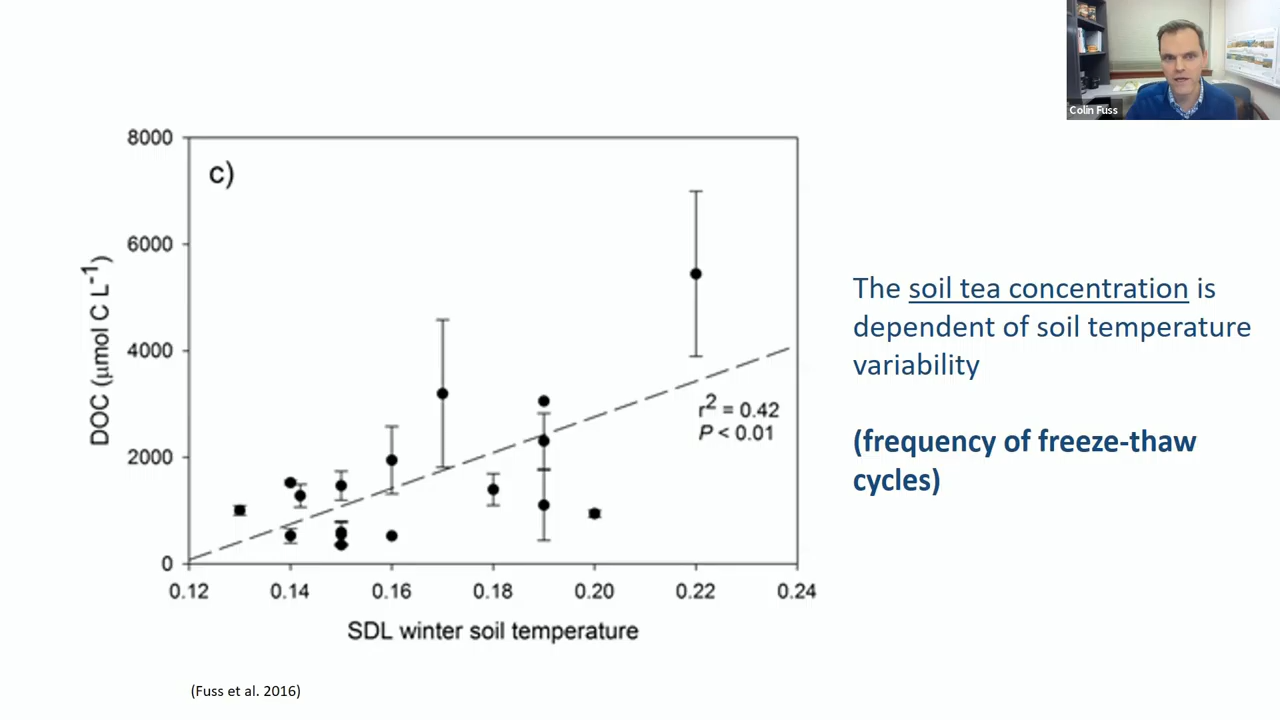 Colin Fuss
c)
8000
6000
4000
2000
0
DOC (μmol C L⁻¹)
r² = 0.42
P < 0.01
0.12 0.14 0.16 0.18 0.20 0.22 0.24
SDL winter soil temperature
The soil tea concentration is
dependent of soil temperature
variability
(frequency of freeze-thaw
cycles)
(Fuss et al. 2016)